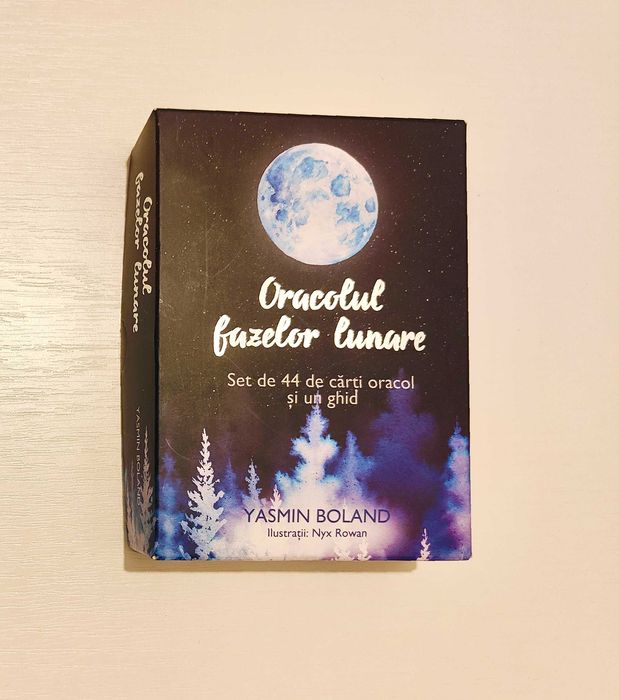 Oracolul
fazelor lunare
Set de 44 de cărți oracol
și un ghid
YASMIN BOLAND
Ilustrații: Nyx Rowan
Oracolul
fazelor lunare
YASMIN BOLAND